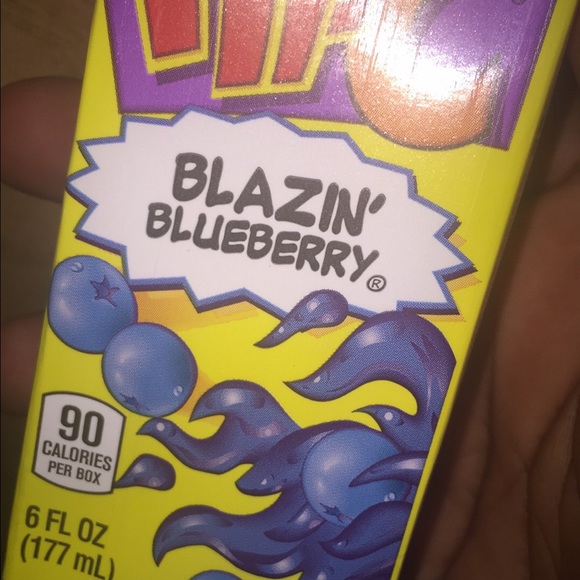 BLAZIN'
BLUEBERRY®
90
CALORIES
PER BOX
6 FL OZ
(177 mL)